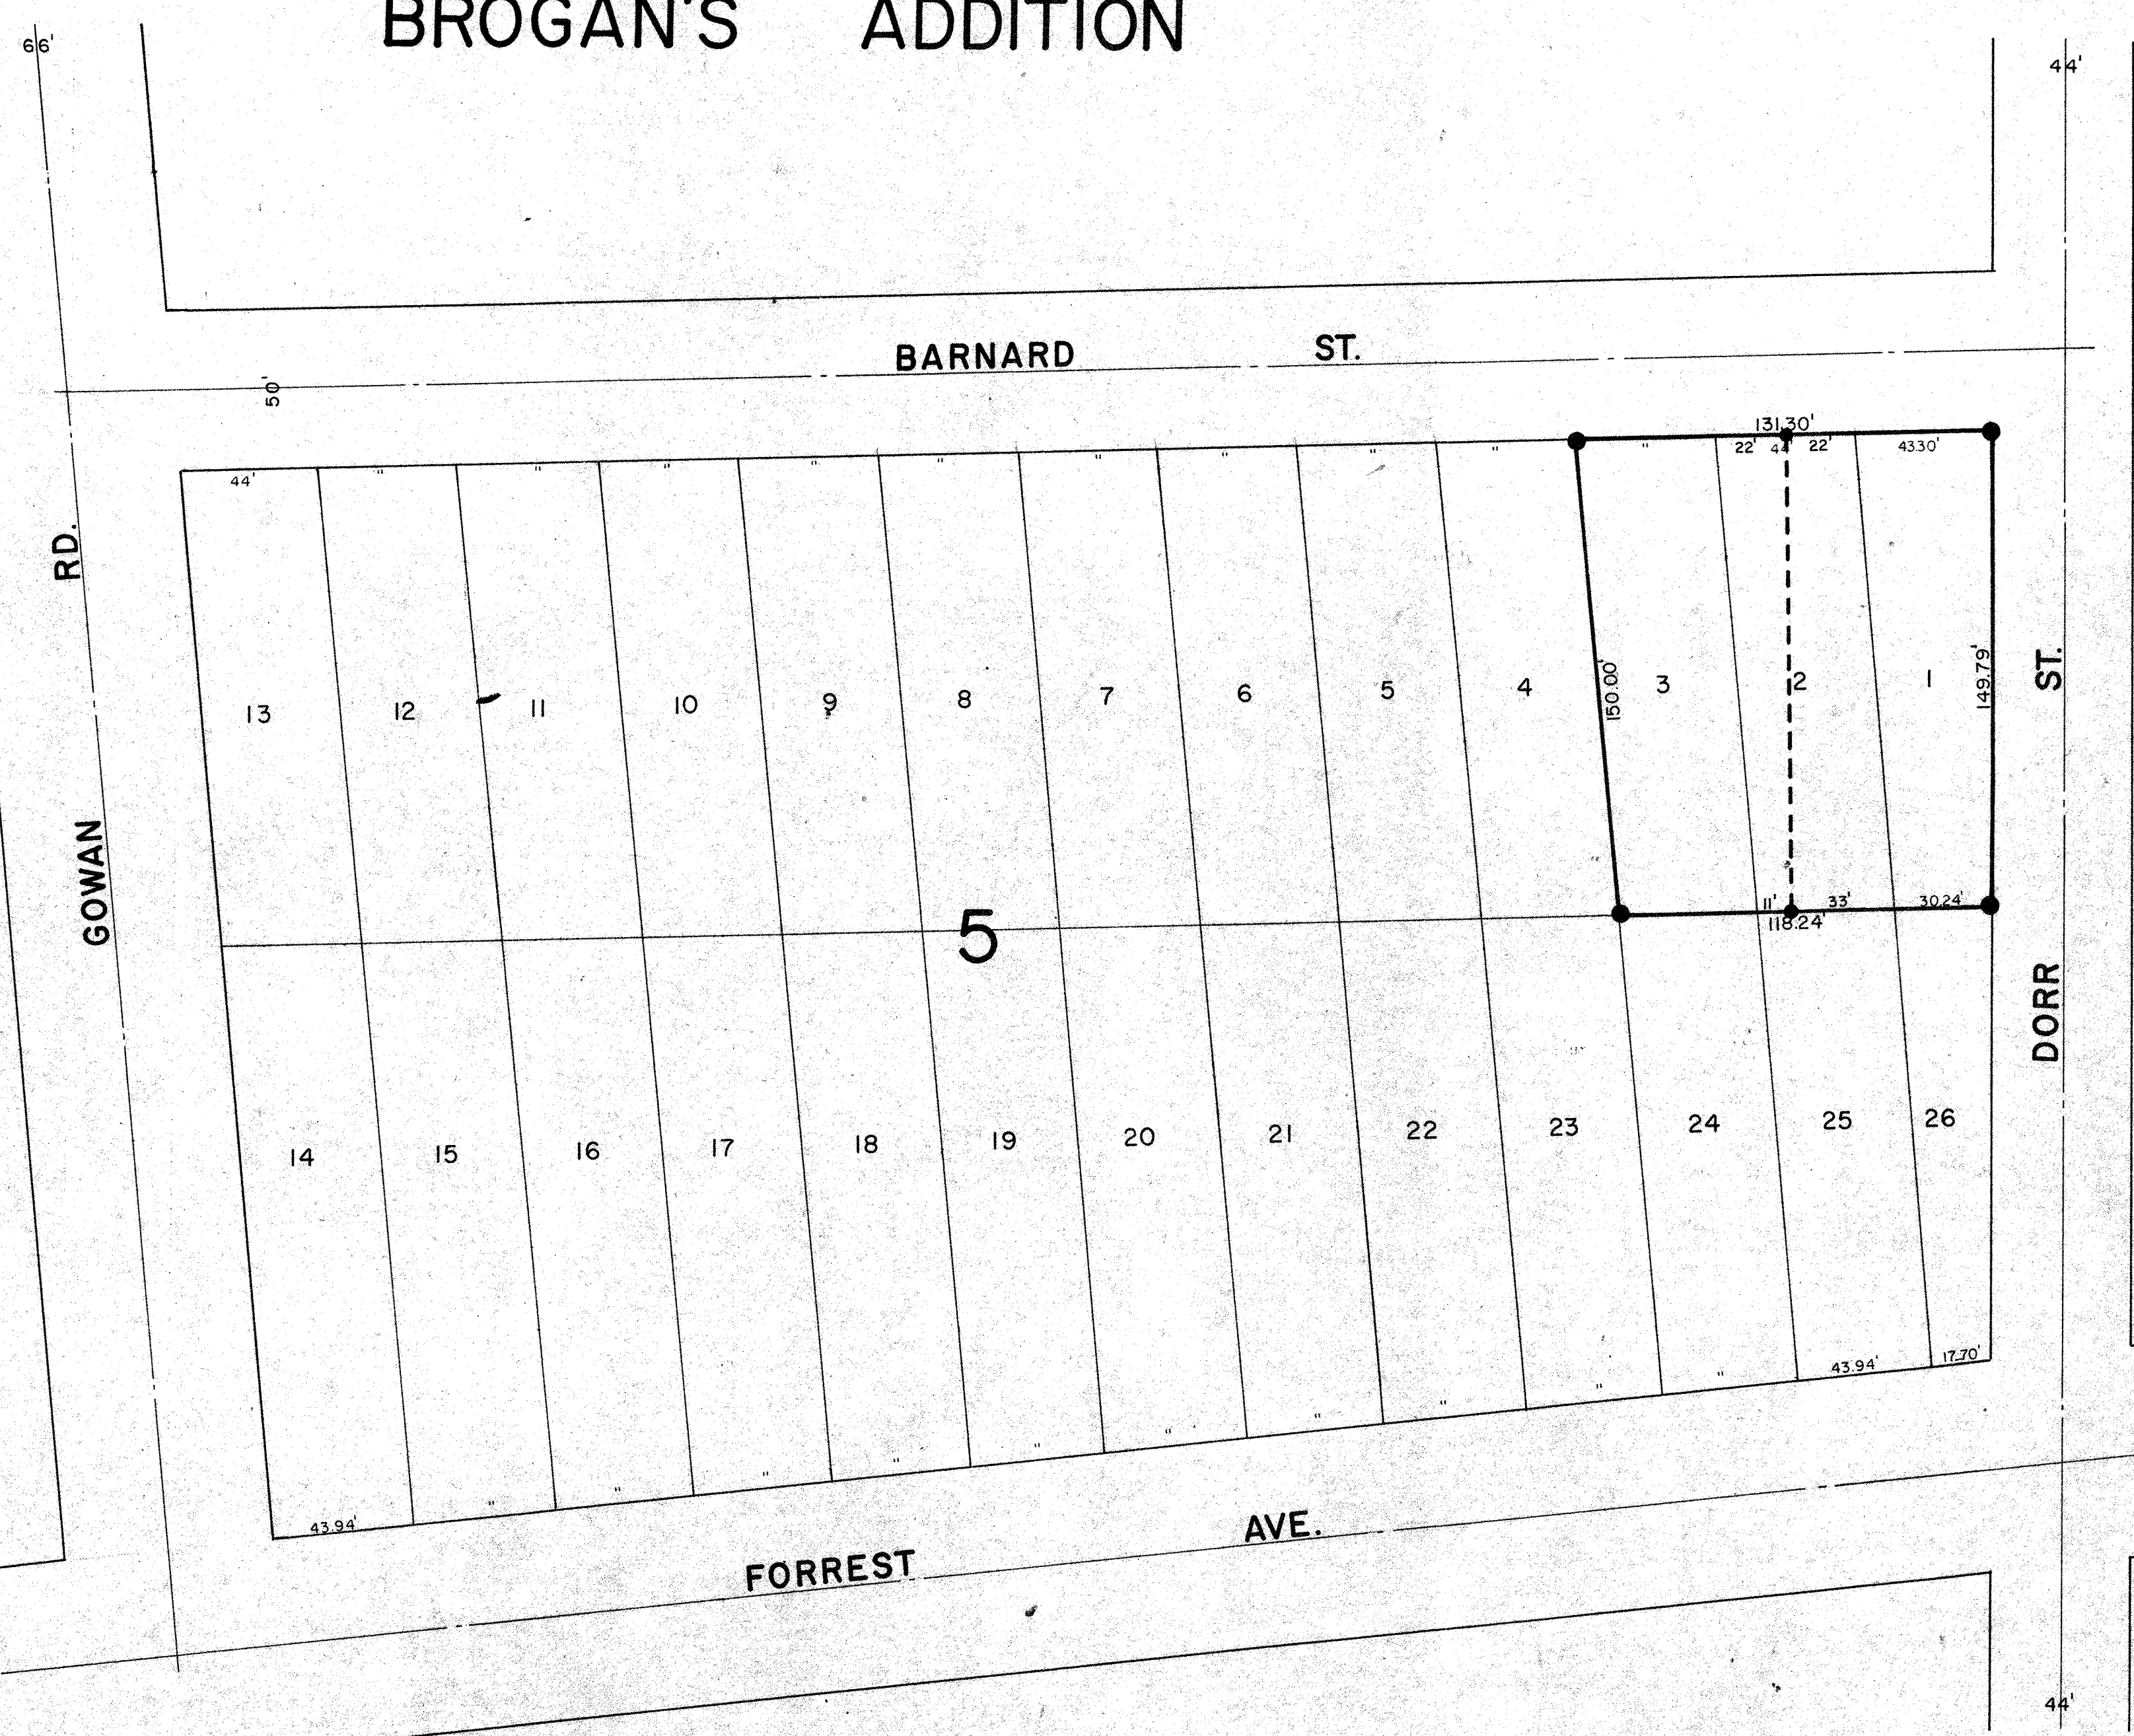 BROGAN'S ADDITION
66'
44'
BARNARD ST.
50'
131.30'
44' " " " " " " " " " " 22' 44' 22' 43.30'
GOWAN RD.
DORR ST.
150.00'
149.79'
13 12 11 10 9 8 7 6 5 4 3 2 1
5
11' 33' 30.24'
118.24'
14 15 16 17 18 19 20 21 22 23 24 25 26
43.94' " " " " " " " " " " 43.94' 17.70'
FORREST AVE.
44'